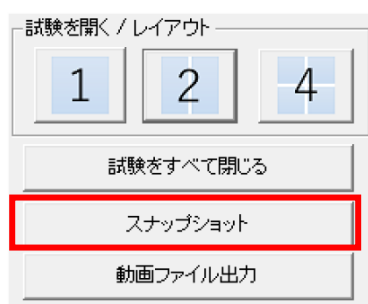 試験を開く / レイアウト
1 2 4
試験をすべて閉じる
スナップショット
動画ファイル出力